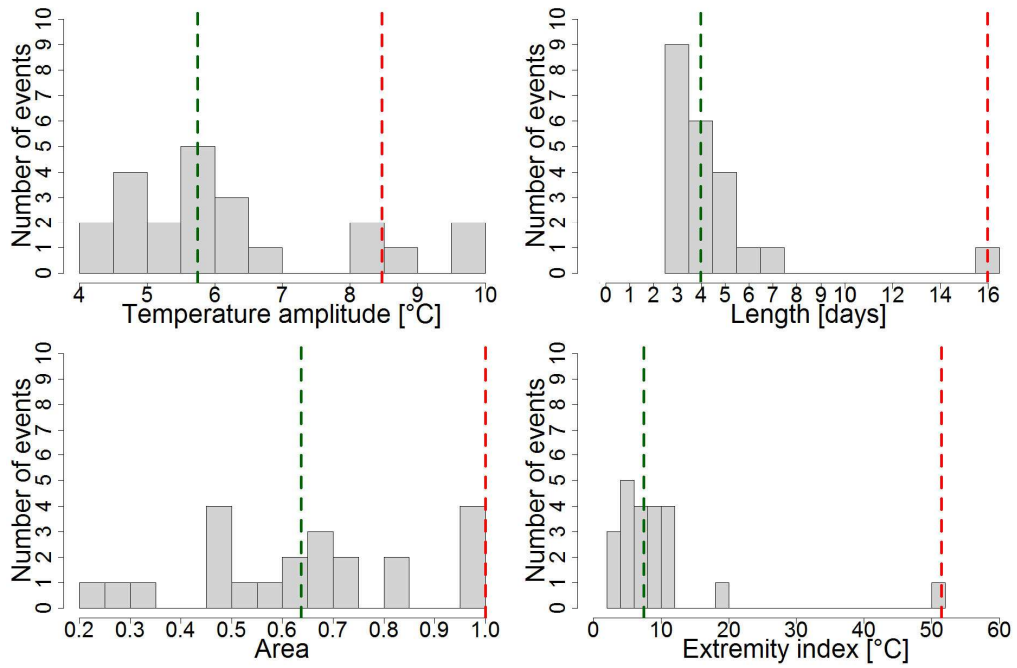 Number of events
0 1 2 3 4 5 6 7 8 9 10
4 5 6 7 8 9 10
Temperature amplitude [°C]
Number of events
0 1 2 3 4 5 6 7 8 9 10
0 1 2 3 4 5 6 7 8 9 10 12 14 16
Length [days]
Number of events
0 1 2 3 4 5 6 7 8 9 10
0.2 0.3 0.4 0.5 0.6 0.7 0.8 0.9 1.0
Area
Number of events
0 1 2 3 4 5 6 7 8 9 10
0 10 20 30 40 50 60
Extremity index [°C]